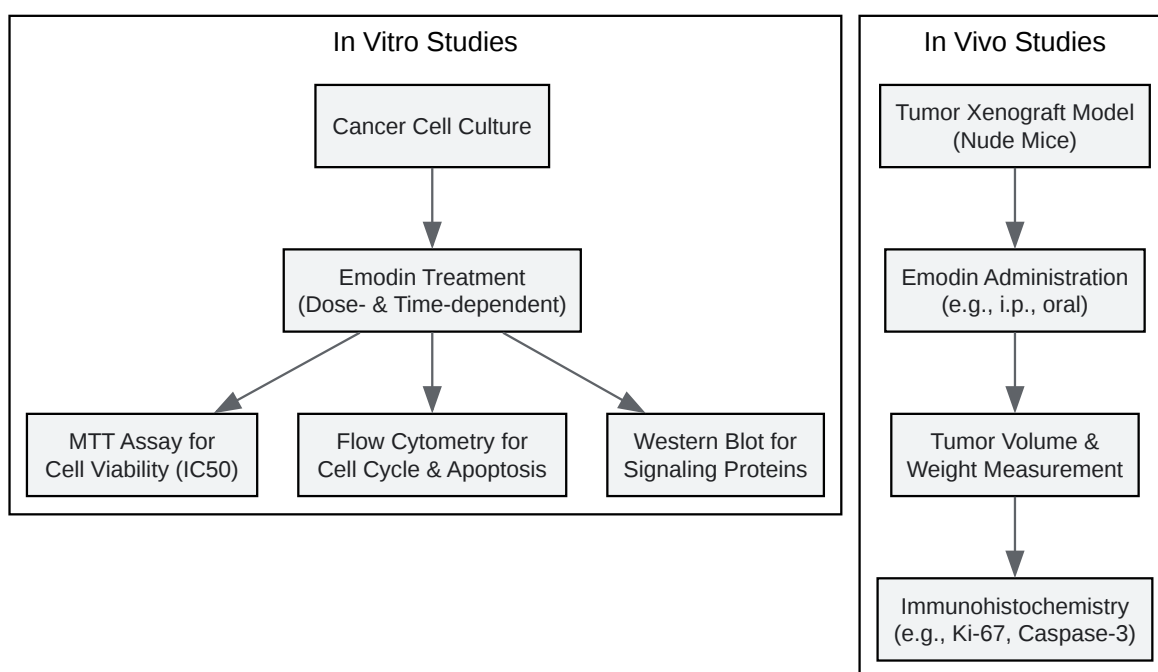 In Vitro Studies
Cancer Cell Culture
Emodin Treatment
(Dose- & Time-dependent)
MTT Assay for
Cell Viability (IC50)
Flow Cytometry for
Cell Cycle & Apoptosis
Western Blot for
Signaling Proteins
In Vivo Studies
Tumor Xenograft Model
(Nude Mice)
Emodin Administration
(e.g., i.p., oral)
Tumor Volume &
Weight Measurement
Immunohistochemistry
(e.g., Ki-67, Caspase-3)